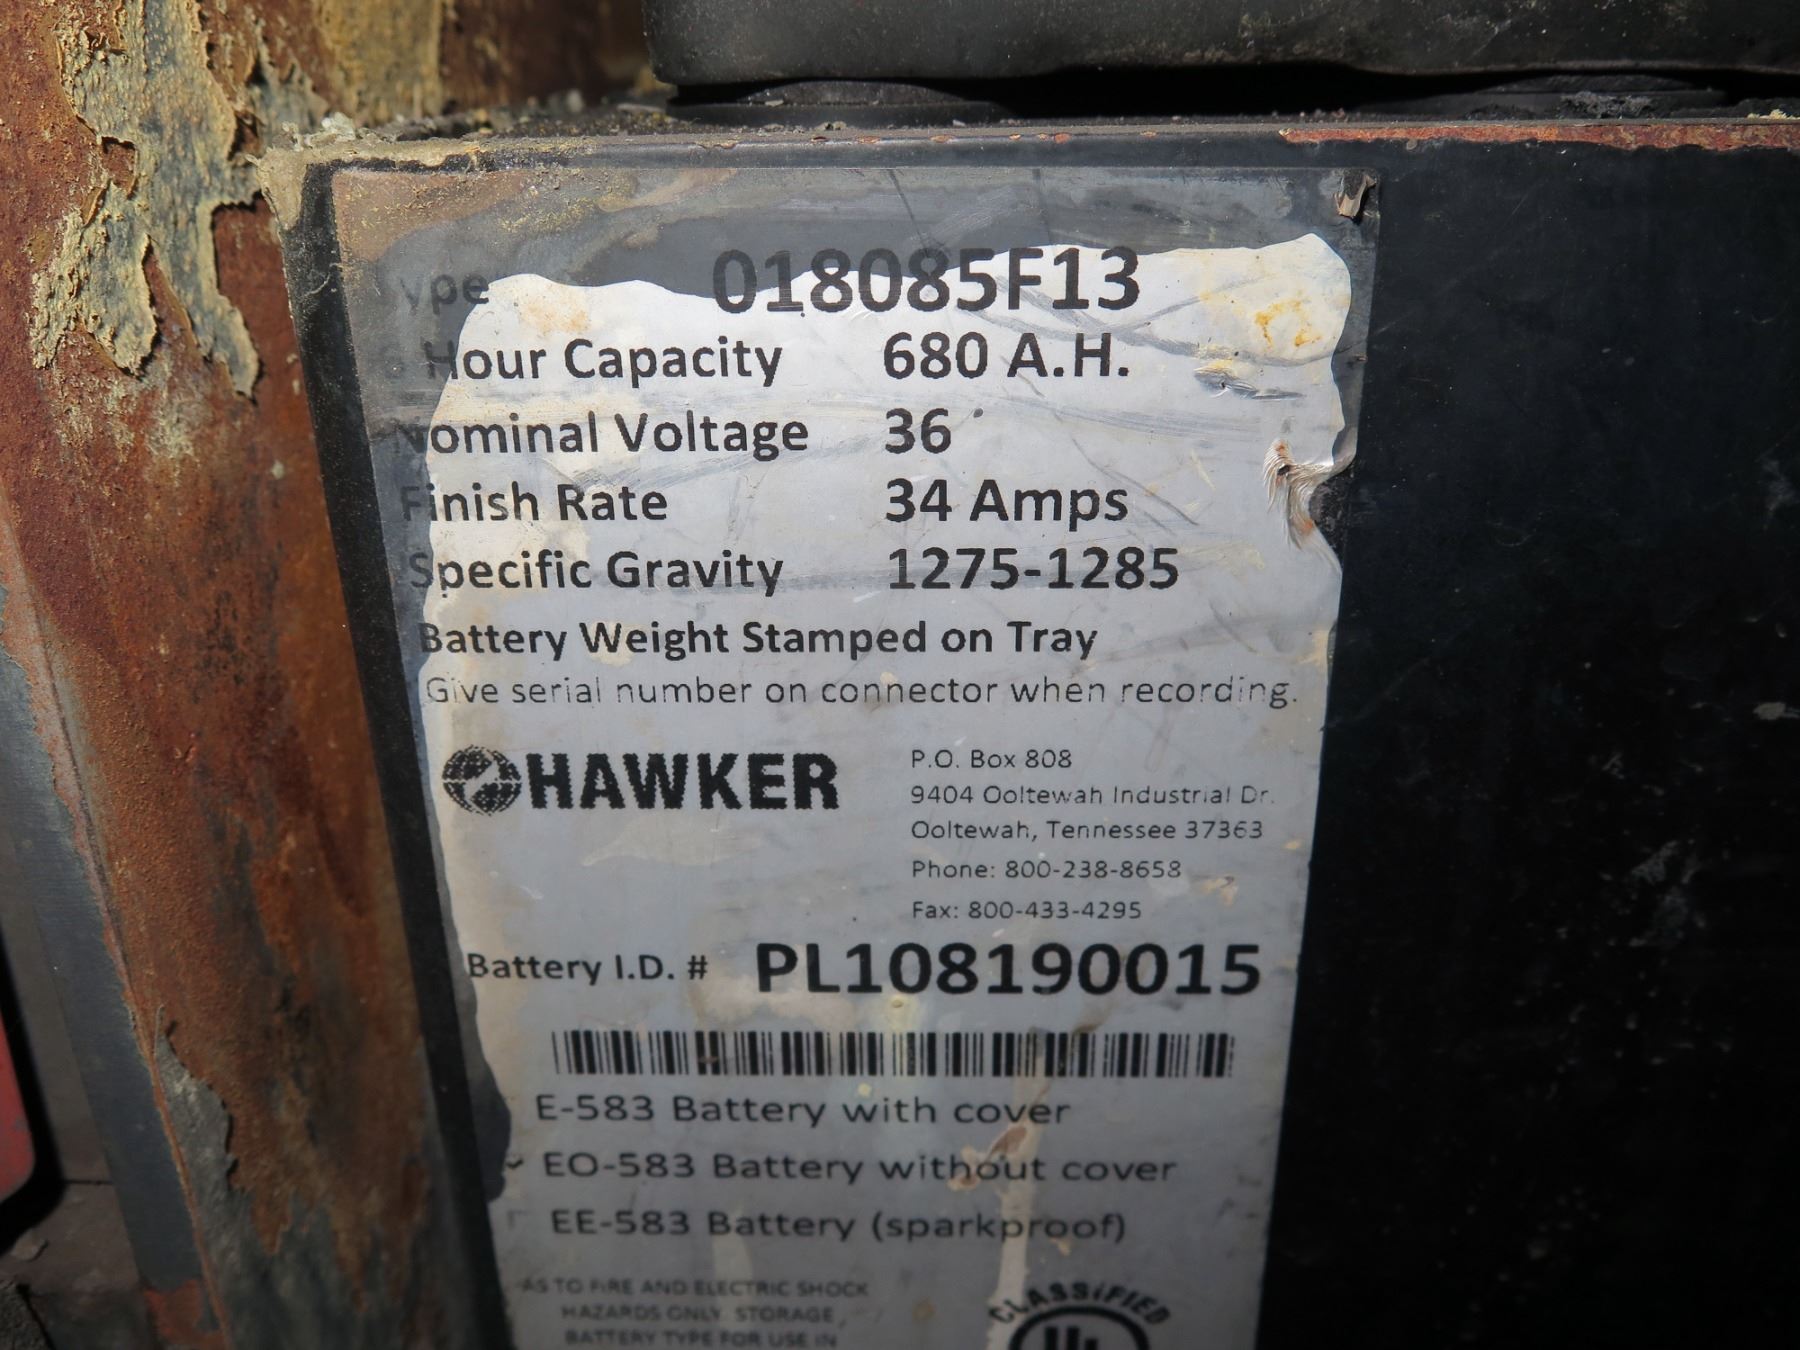 ype 018085F13
6 Hour Capacity 680 A.H.
Nominal Voltage 36
Finish Rate 34 Amps
Specific Gravity 1275-1285
Battery Weight Stamped on Tray
Give serial number on connector when recording.
HAWKER
P.O. Box 808
9404 Ooltewah Industrial Dr.
Ooltewah, Tennessee 37363
Phone: 800-238-8658
Fax: 800-433-4295
Battery I.D. # PL108190015
E-583 Battery with cover
EO-583 Battery without cover
EE-583 Battery (sparkproof)
AS TO FIRE AND ELECTRIC SHOCK
HAZARDS ONLY. STORAGE
BATTERY TYPE FOR USE IN
CLASSIFIED
UL